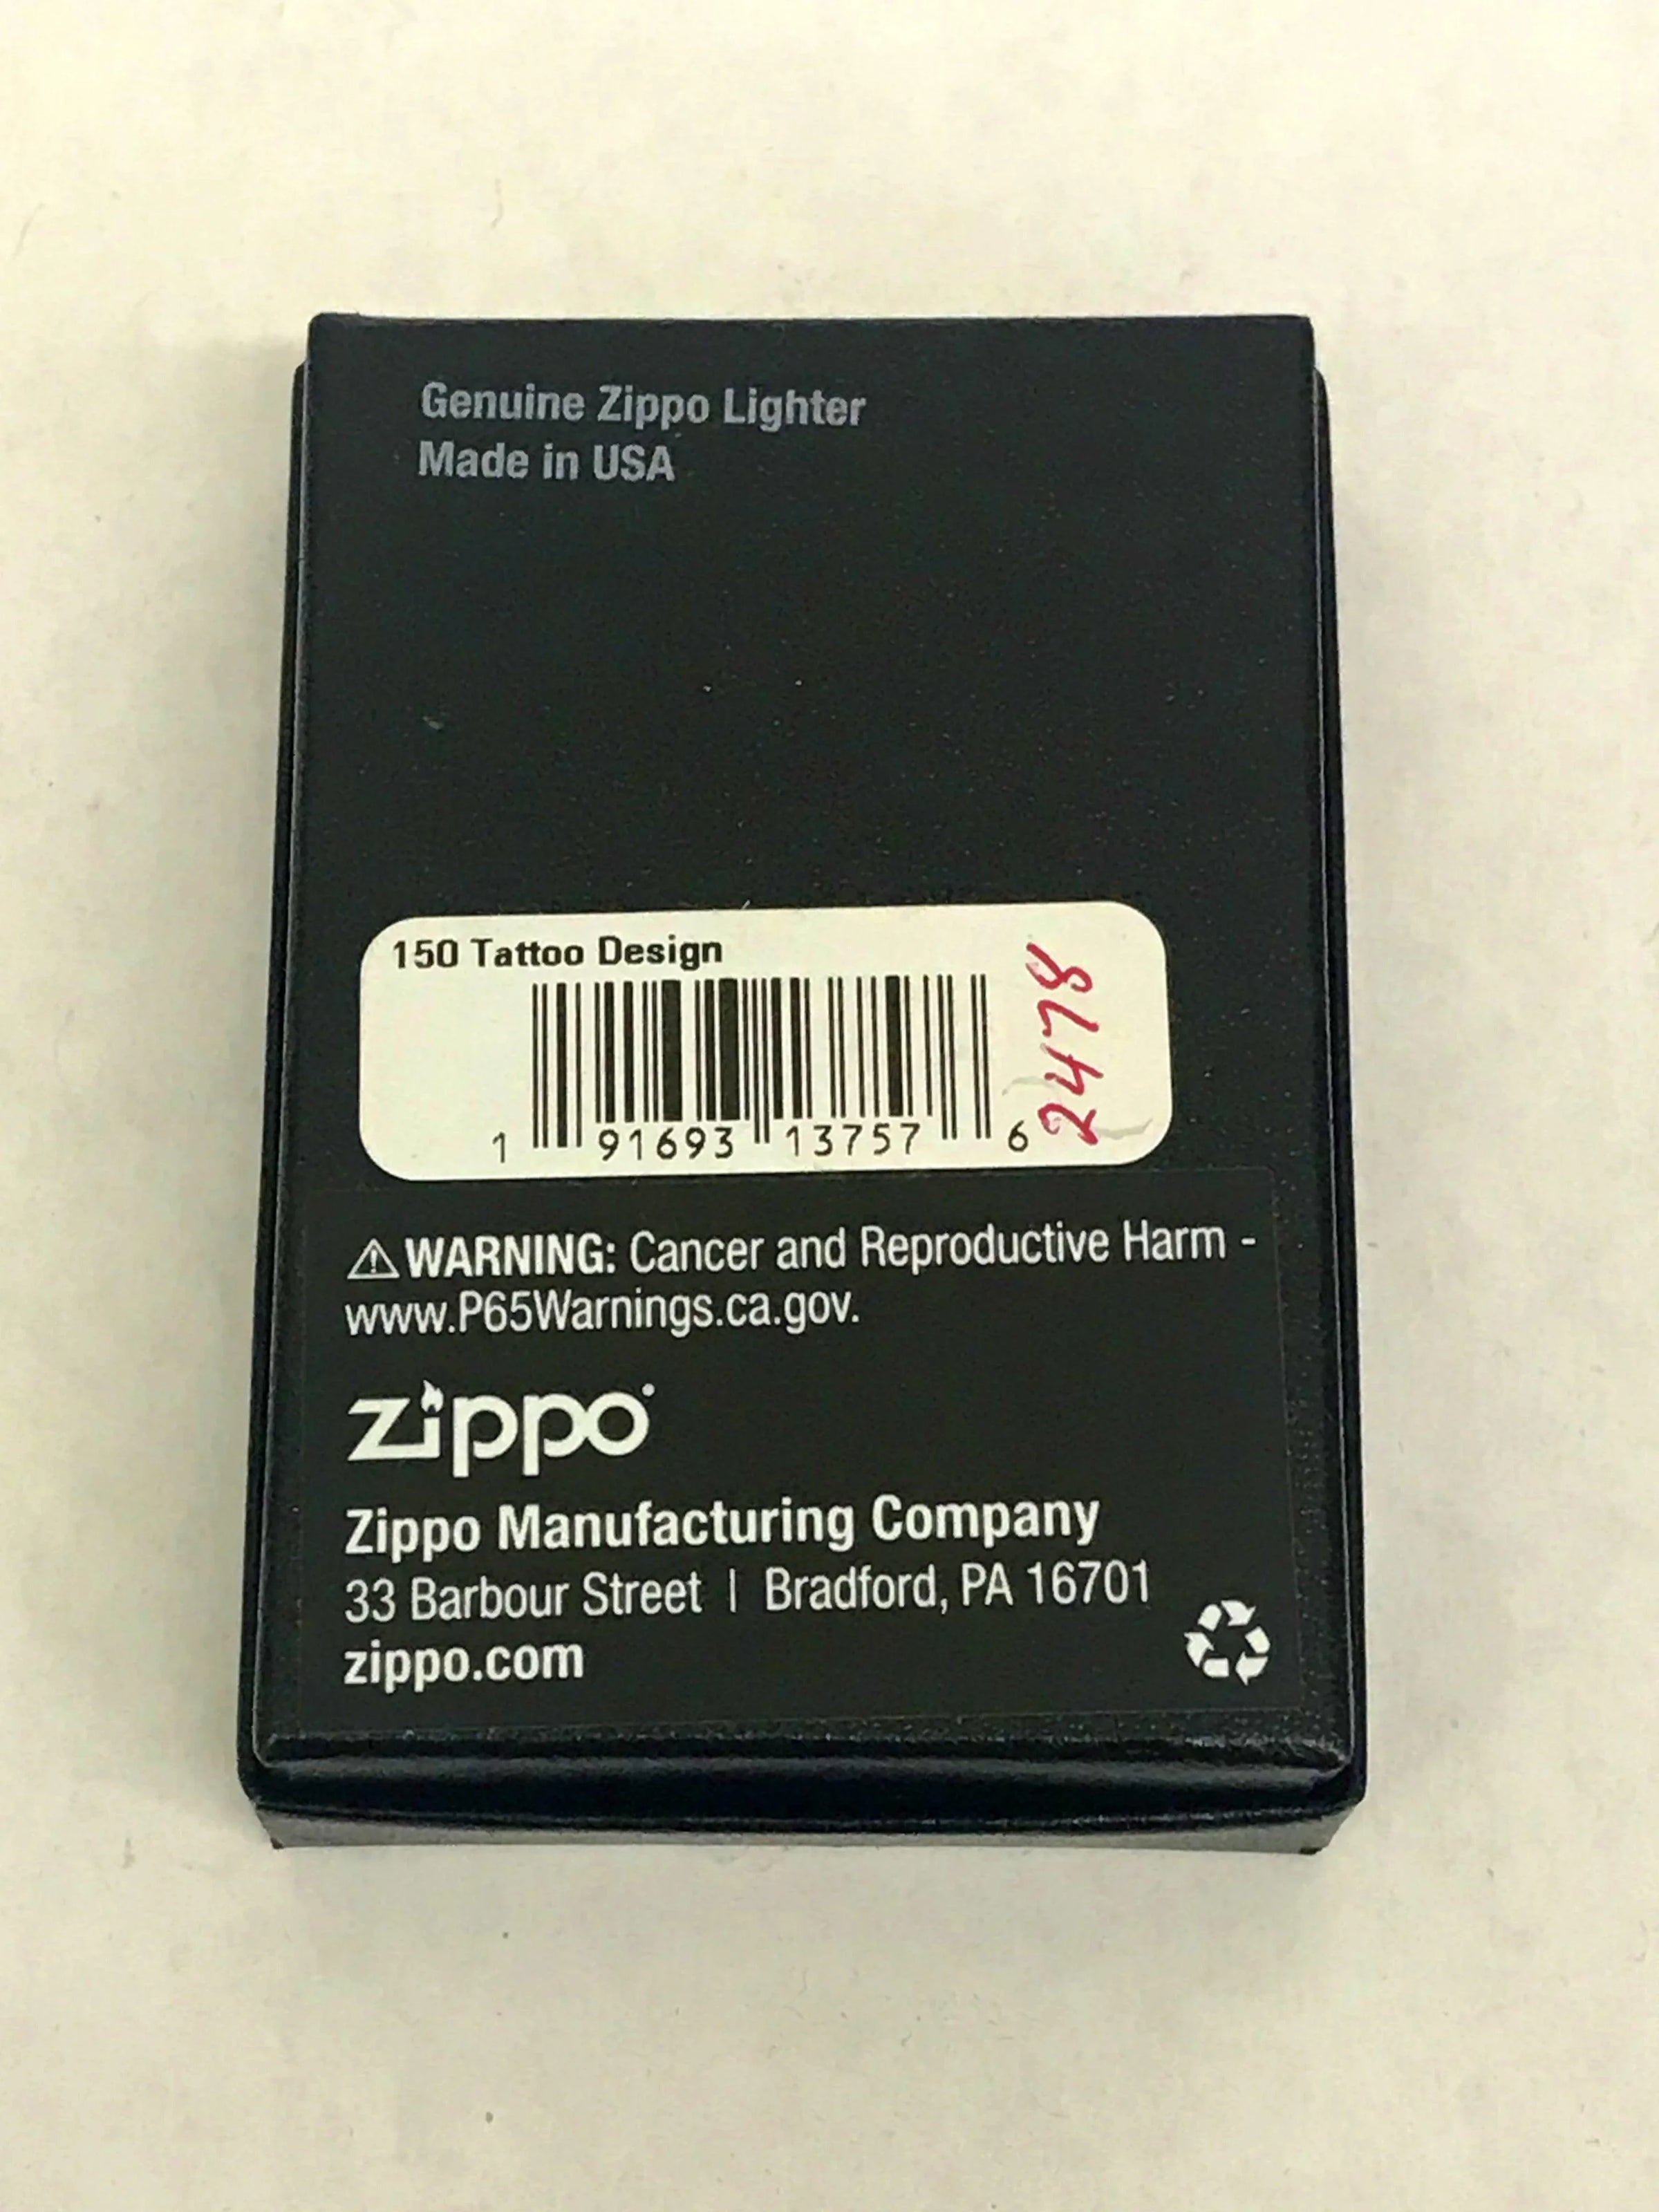 Genuine Zippo Lighter
Made in USA
150 Tattoo Design
1 91693 13757 6
2478
WARNING: Cancer and Reproductive Harm -
www.P65Warnings.ca.gov.
zippo
Zippo Manufacturing Company
33 Barbour Street | Bradford, PA 16701
zippo.com